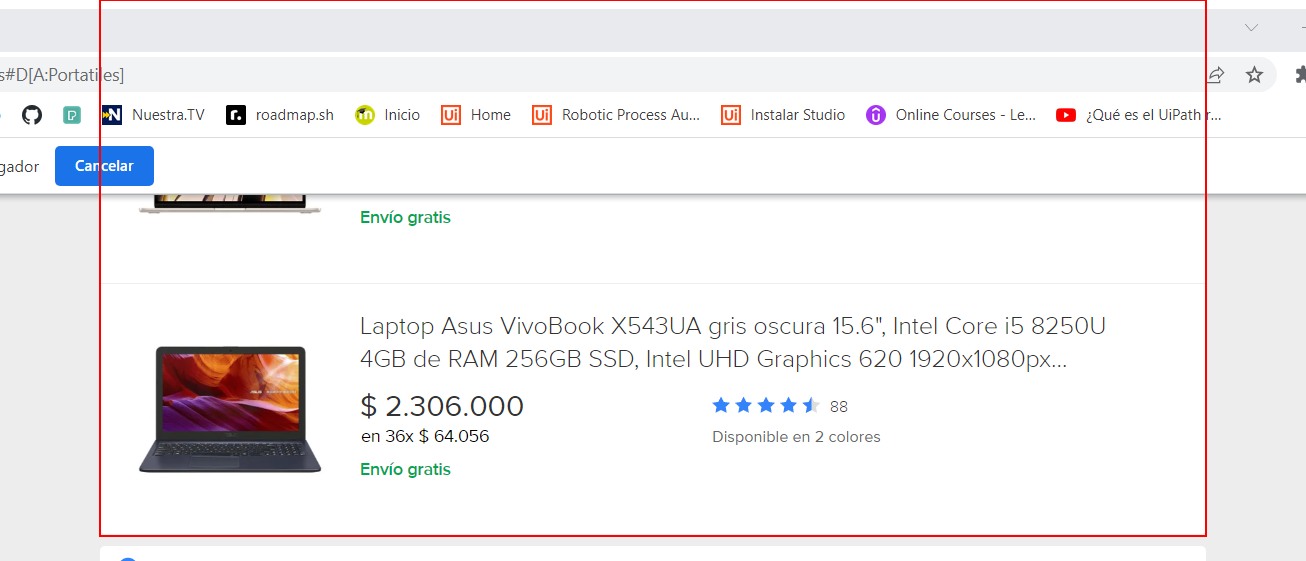 s#D[A:Portatiles]
Nuestra.TV roadmap.sh Inicio Home Robotic Process Au... Instalar Studio Online Courses - Le... ¿Qué es el UiPath r...
gador Cancelar
Envío gratis
Laptop Asus VivoBook X543UA gris oscura 15.6", Intel Core i5 8250U
4GB de RAM 256GB SSD, Intel UHD Graphics 620 1920x1080px...
$ 2.306.000
88
en 36x $ 64.056
Disponible en 2 colores
Envío gratis